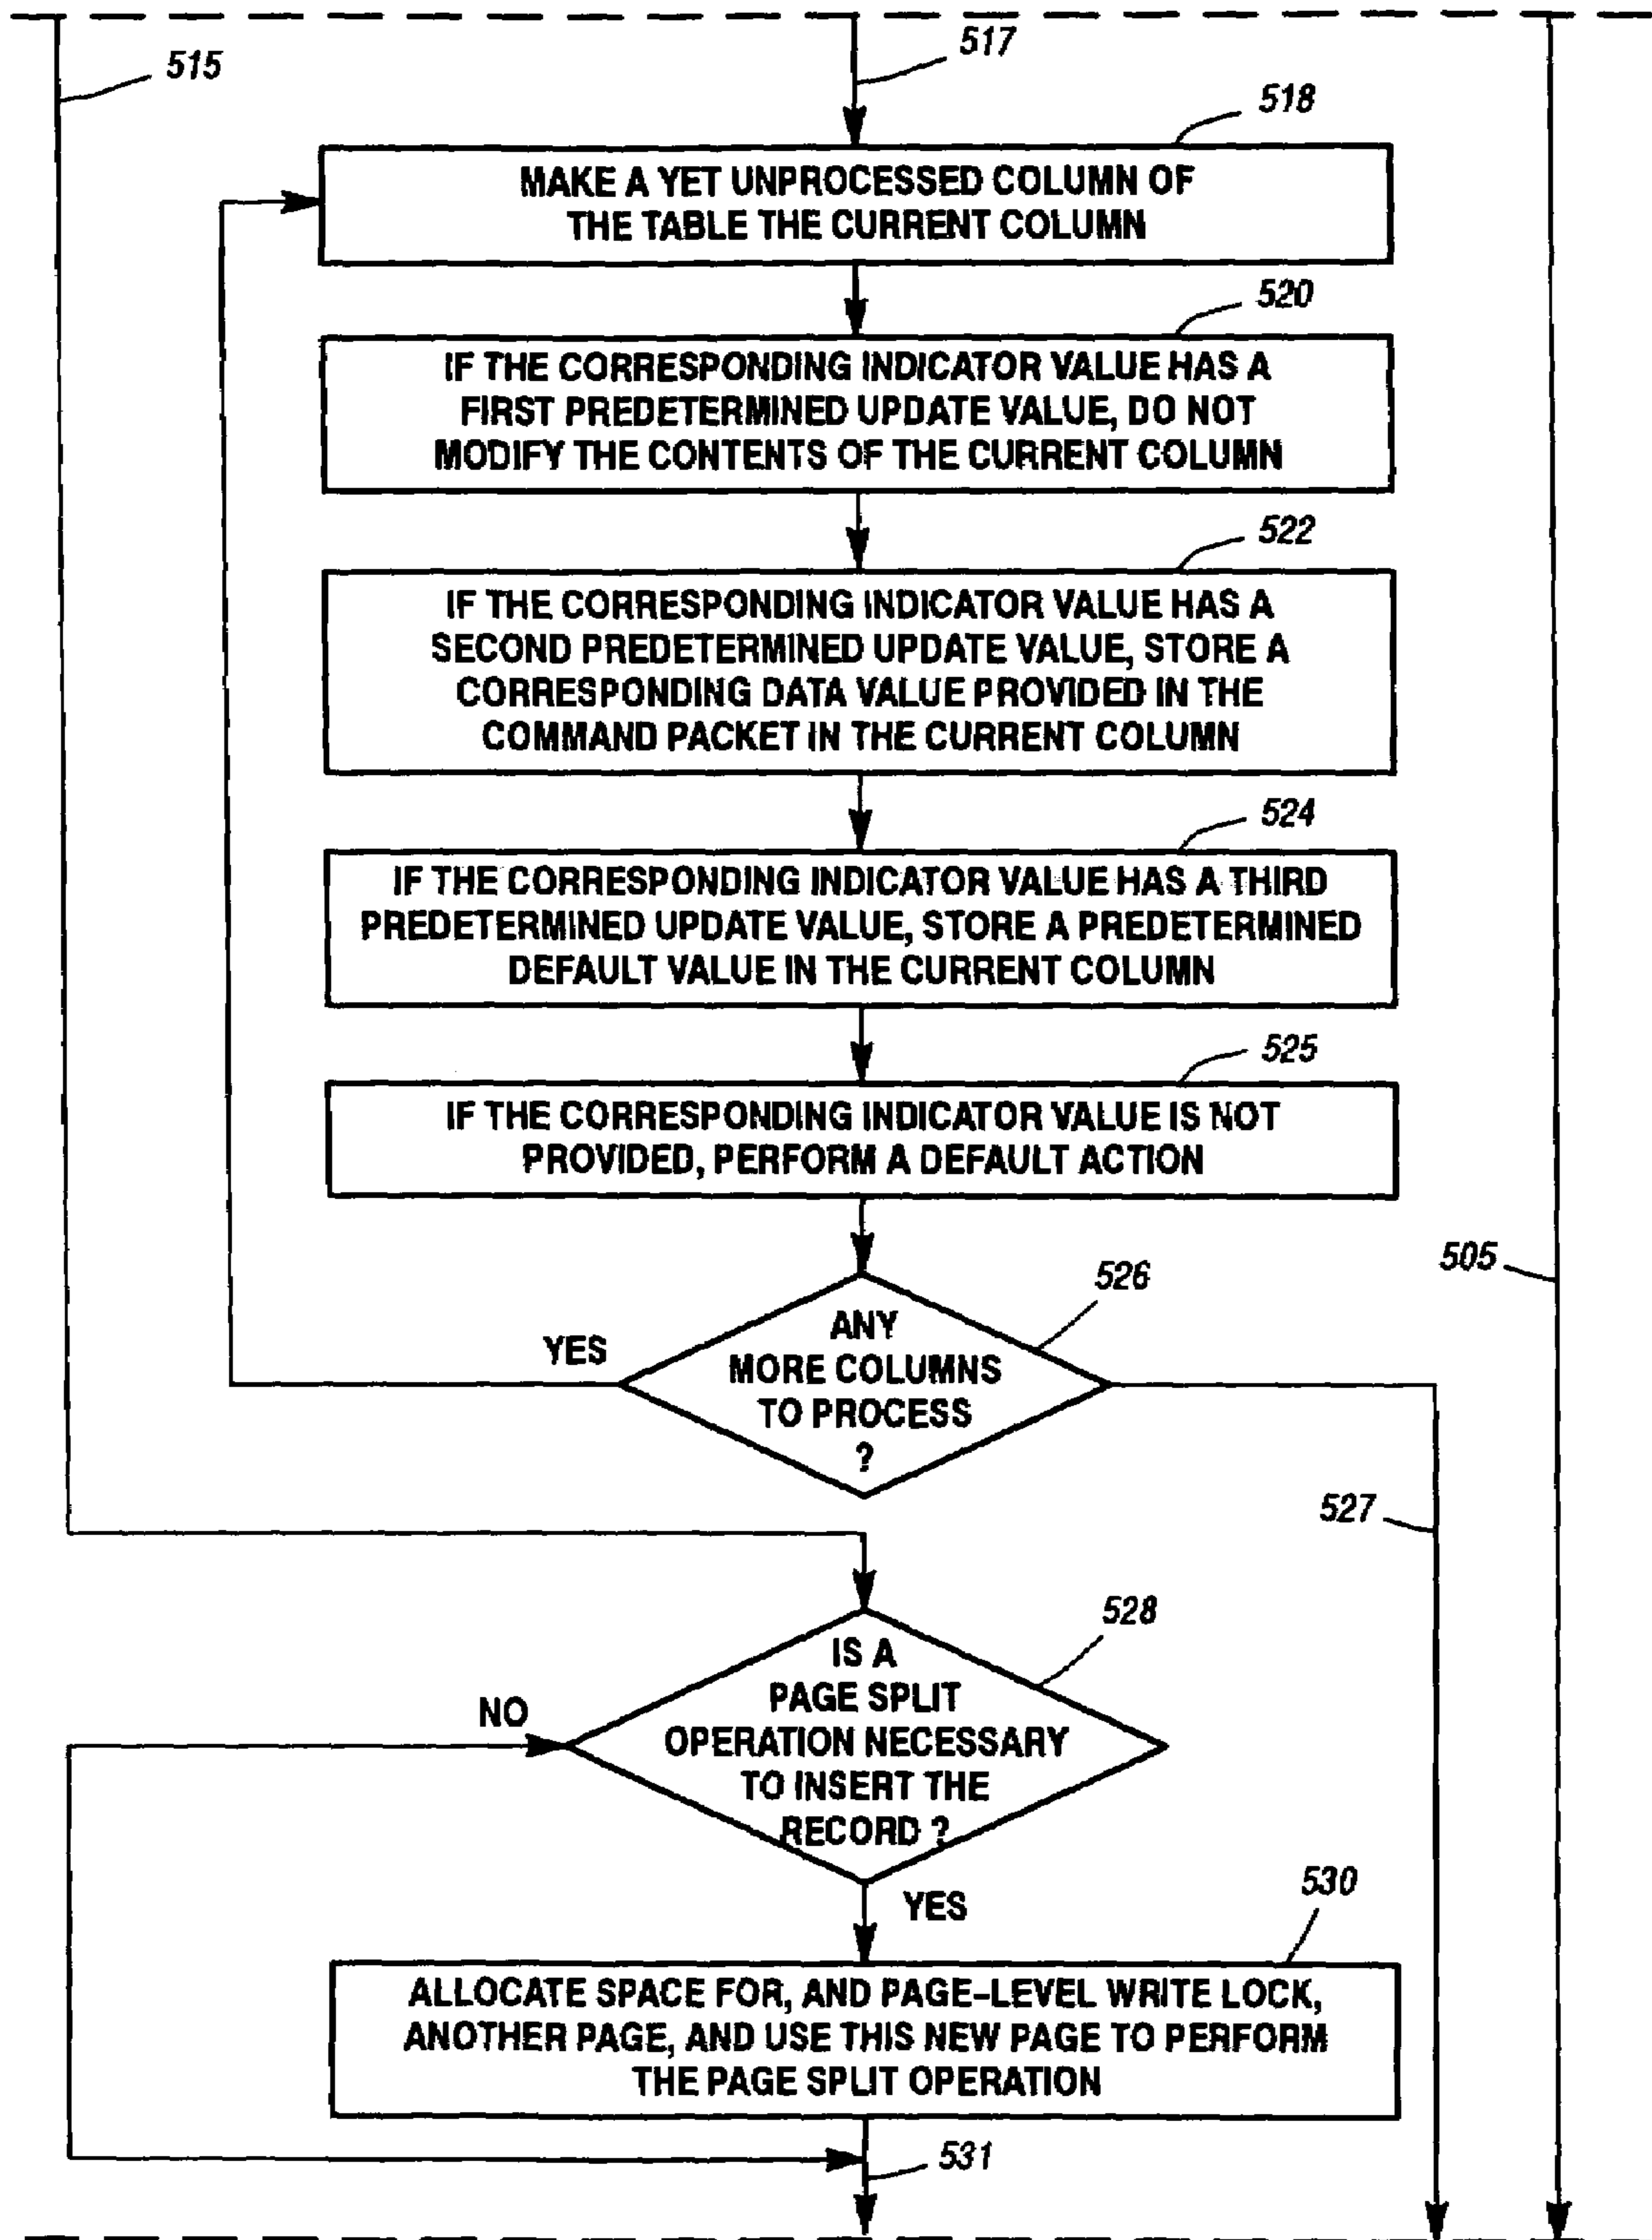 515
517
518
MAKE A YET UNPROCESSED COLUMN OF
THE TABLE THE CURRENT COLUMN
520
IF THE CORRESPONDING INDICATOR VALUE HAS A
FIRST PREDETERMINED UPDATE VALUE, DO NOT
MODIFY THE CONTENTS OF THE CURRENT COLUMN
522
IF THE CORRESPONDING INDICATOR VALUE HAS A
SECOND PREDETERMINED UPDATE VALUE, STORE A
CORRESPONDING DATA VALUE PROVIDED IN THE
COMMAND PACKET IN THE CURRENT COLUMN
524
IF THE CORRESPONDING INDICATOR VALUE HAS A THIRD
PREDETERMINED UPDATE VALUE, STORE A PREDETERMINED
DEFAULT VALUE IN THE CURRENT COLUMN
525
IF THE CORRESPONDING INDICATOR VALUE IS NOT
PROVIDED, PERFORM A DEFAULT ACTION
505
526
YES
ANY
MORE COLUMNS
TO PROCESS
?
527
528
NO
IS A
PAGE SPLIT
OPERATION NECESSARY
TO INSERT THE
RECORD ?
YES
530
ALLOCATE SPACE FOR, AND PAGE-LEVEL WRITE LOCK,
ANOTHER PAGE, AND USE THIS NEW PAGE TO PERFORM
THE PAGE SPLIT OPERATION
531